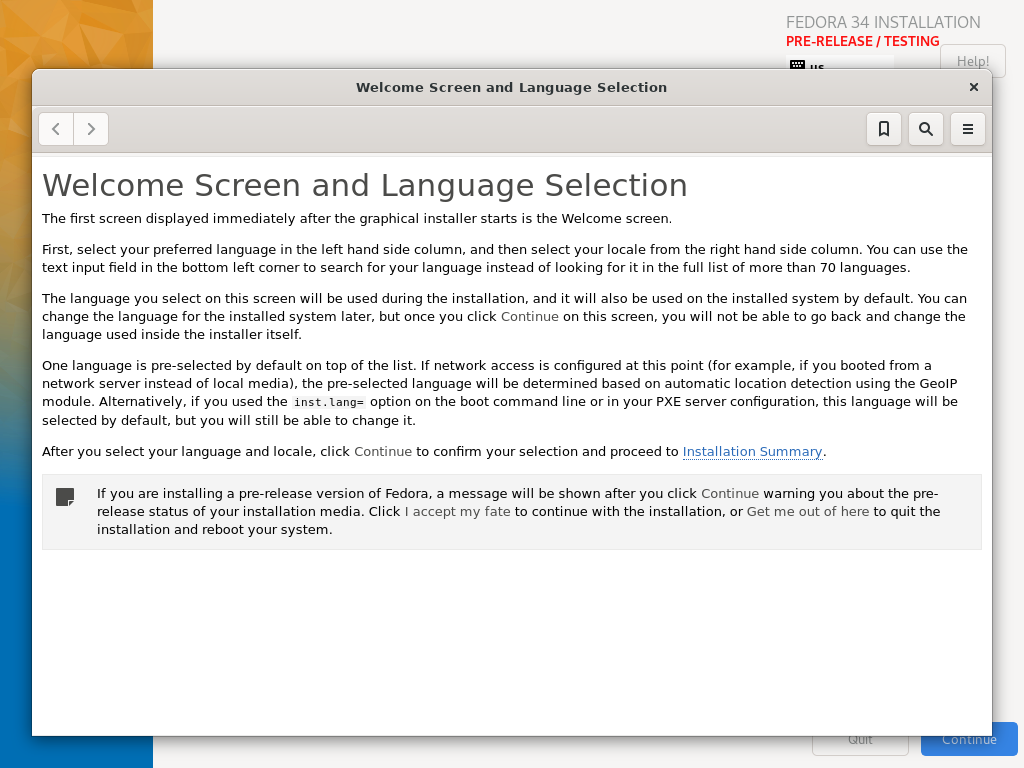 FEDORA 34 INSTALLATION
PRE-RELEASE / TESTING
us
Help!
Welcome Screen and Language Selection
Welcome Screen and Language Selection
The first screen displayed immediately after the graphical installer starts is the Welcome screen.
First, select your preferred language in the left hand side column, and then select your locale from the right hand side column. You can use the
text input field in the bottom left corner to search for your language instead of looking for it in the full list of more than 70 languages.
The language you select on this screen will be used during the installation, and it will also be used on the installed system by default. You can
change the language for the installed system later, but once you click Continue on this screen, you will not be able to go back and change the
language used inside the installer itself.
One language is pre-selected by default on top of the list. If network access is configured at this point (for example, if you booted from a
network server instead of local media), the pre-selected language will be determined based on automatic location detection using the GeoIP
module. Alternatively, if you used the inst.lang= option on the boot command line or in your PXE server configuration, this language will be
selected by default, but you will still be able to change it.
After you select your language and locale, click Continue to confirm your selection and proceed to Installation Summary.
If you are installing a pre-release version of Fedora, a message will be shown after you click Continue warning you about the pre-
release status of your installation media. Click I accept my fate to continue with the installation, or Get me out of here to quit the
installation and reboot your system.
Quit
Continue